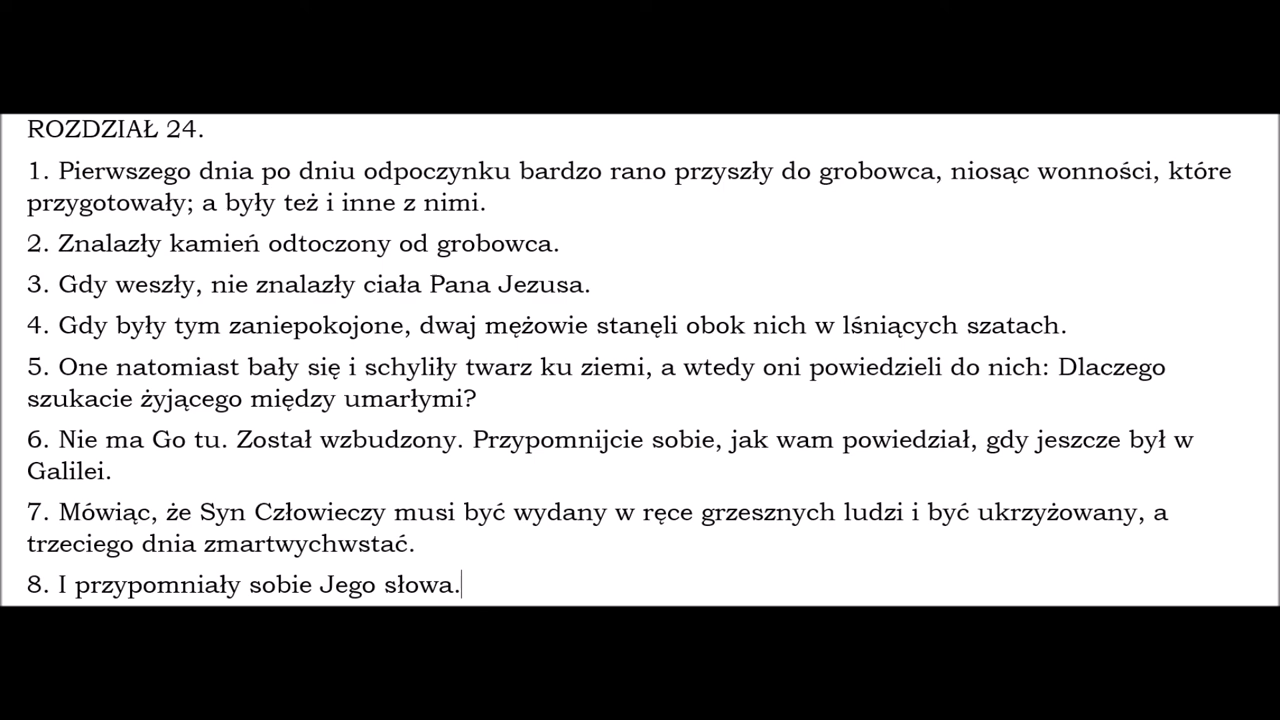 ROZDZIAŁ 24.
1. Pierwszego dnia po dniu odpoczynku bardzo rano przyszły do grobowca, niosąc wonności, które
przygotowały; a były też i inne z nimi.
2. Znalazły kamień odtoczony od grobowca.
3. Gdy weszły, nie znalazły ciała Pana Jezusa.
4. Gdy były tym zaniepokojone, dwaj mężowie stanęli obok nich w lśniących szatach.
5. One natomiast bały się i schyliły twarz ku ziemi, a wtedy oni powiedzieli do nich: Dlaczego
szukacie żyjącego między umarłymi?
6. Nie ma Go tu. Został wzbudzony. Przypomnijcie sobie, jak wam powiedział, gdy jeszcze był w
Galilei.
7. Mówiąc, że Syn Człowieczy musi być wydany w ręce grzesznych ludzi i być ukrzyżowany, a
trzeciego dnia zmartwychwstać.
8. I przypomniały sobie Jego słowa.